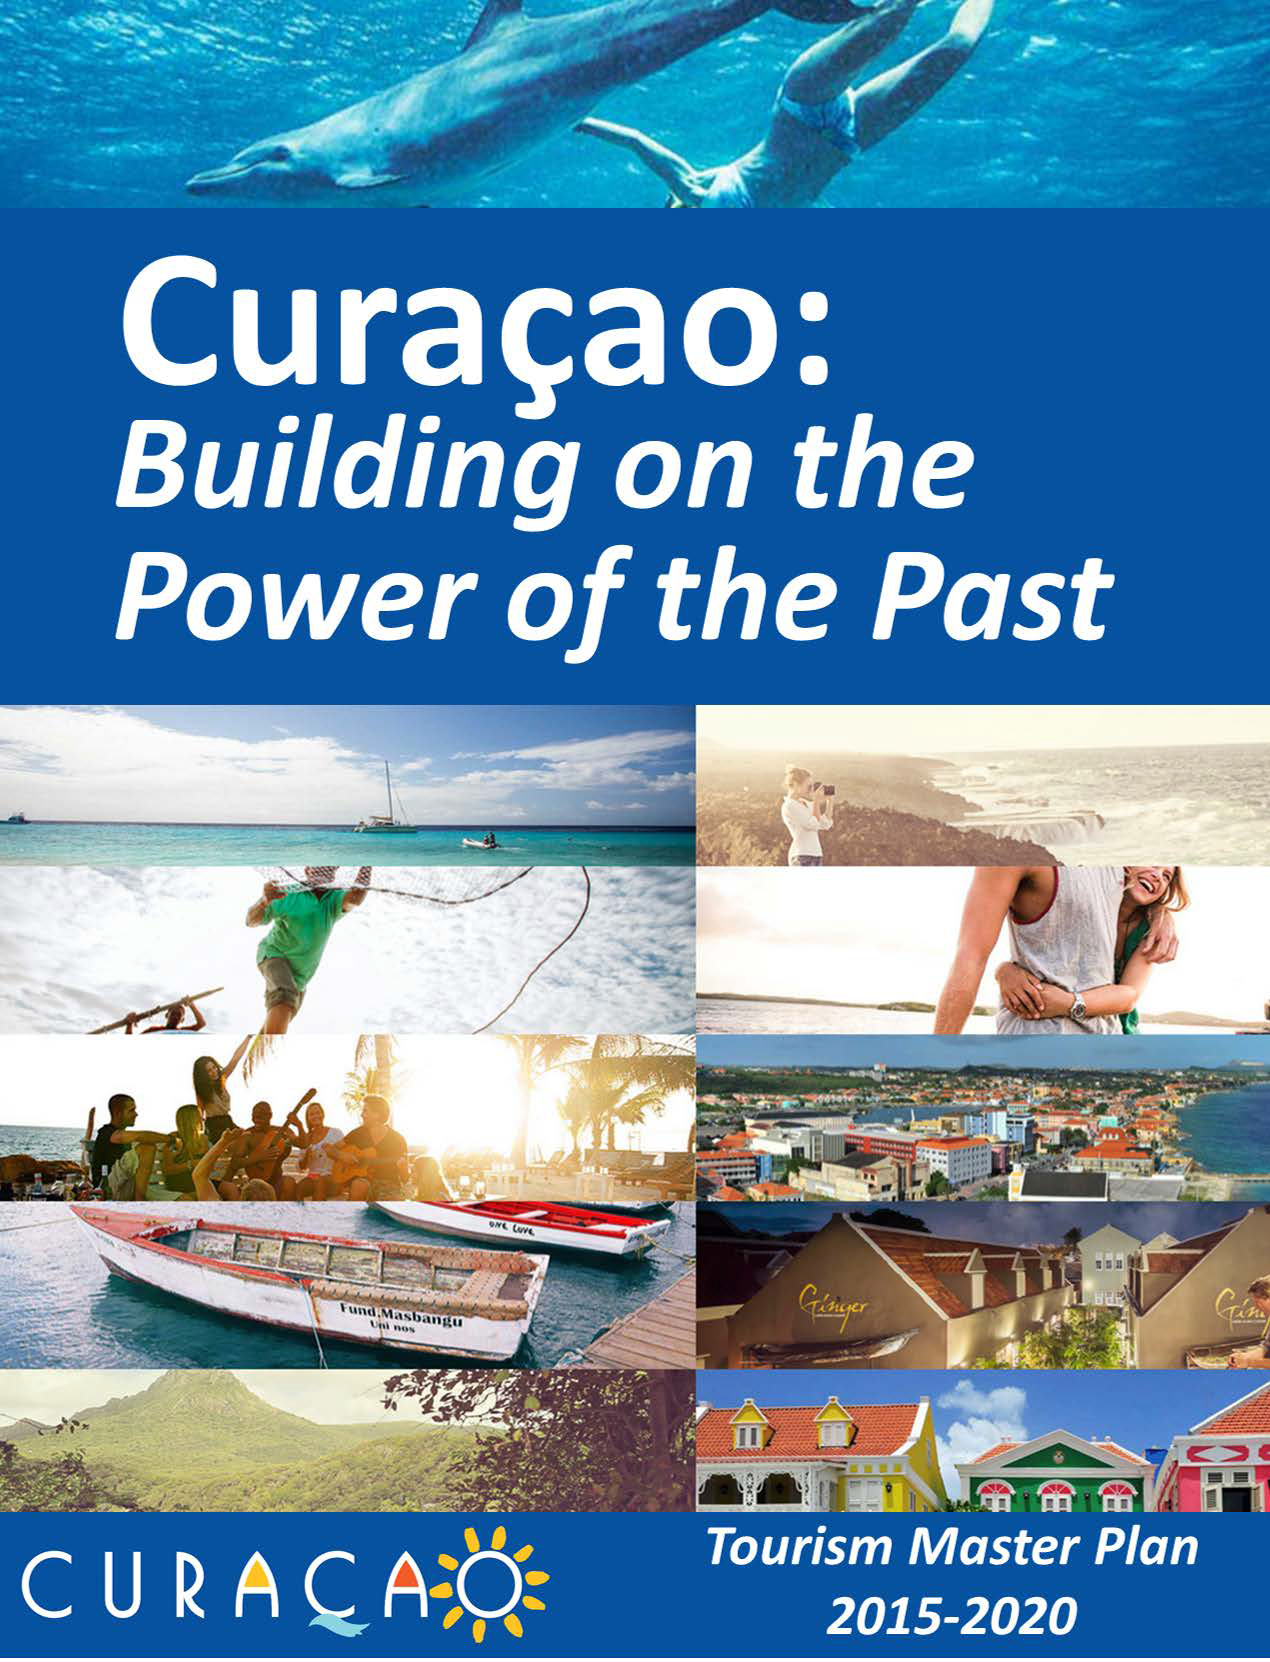 Curaçao:
Building on the
Power of the Past
ONE LOVE
Fund.Masbangu
Uni nos
Ginger
Gin
CURAÇAO
Tourism Master Plan
2015-2020